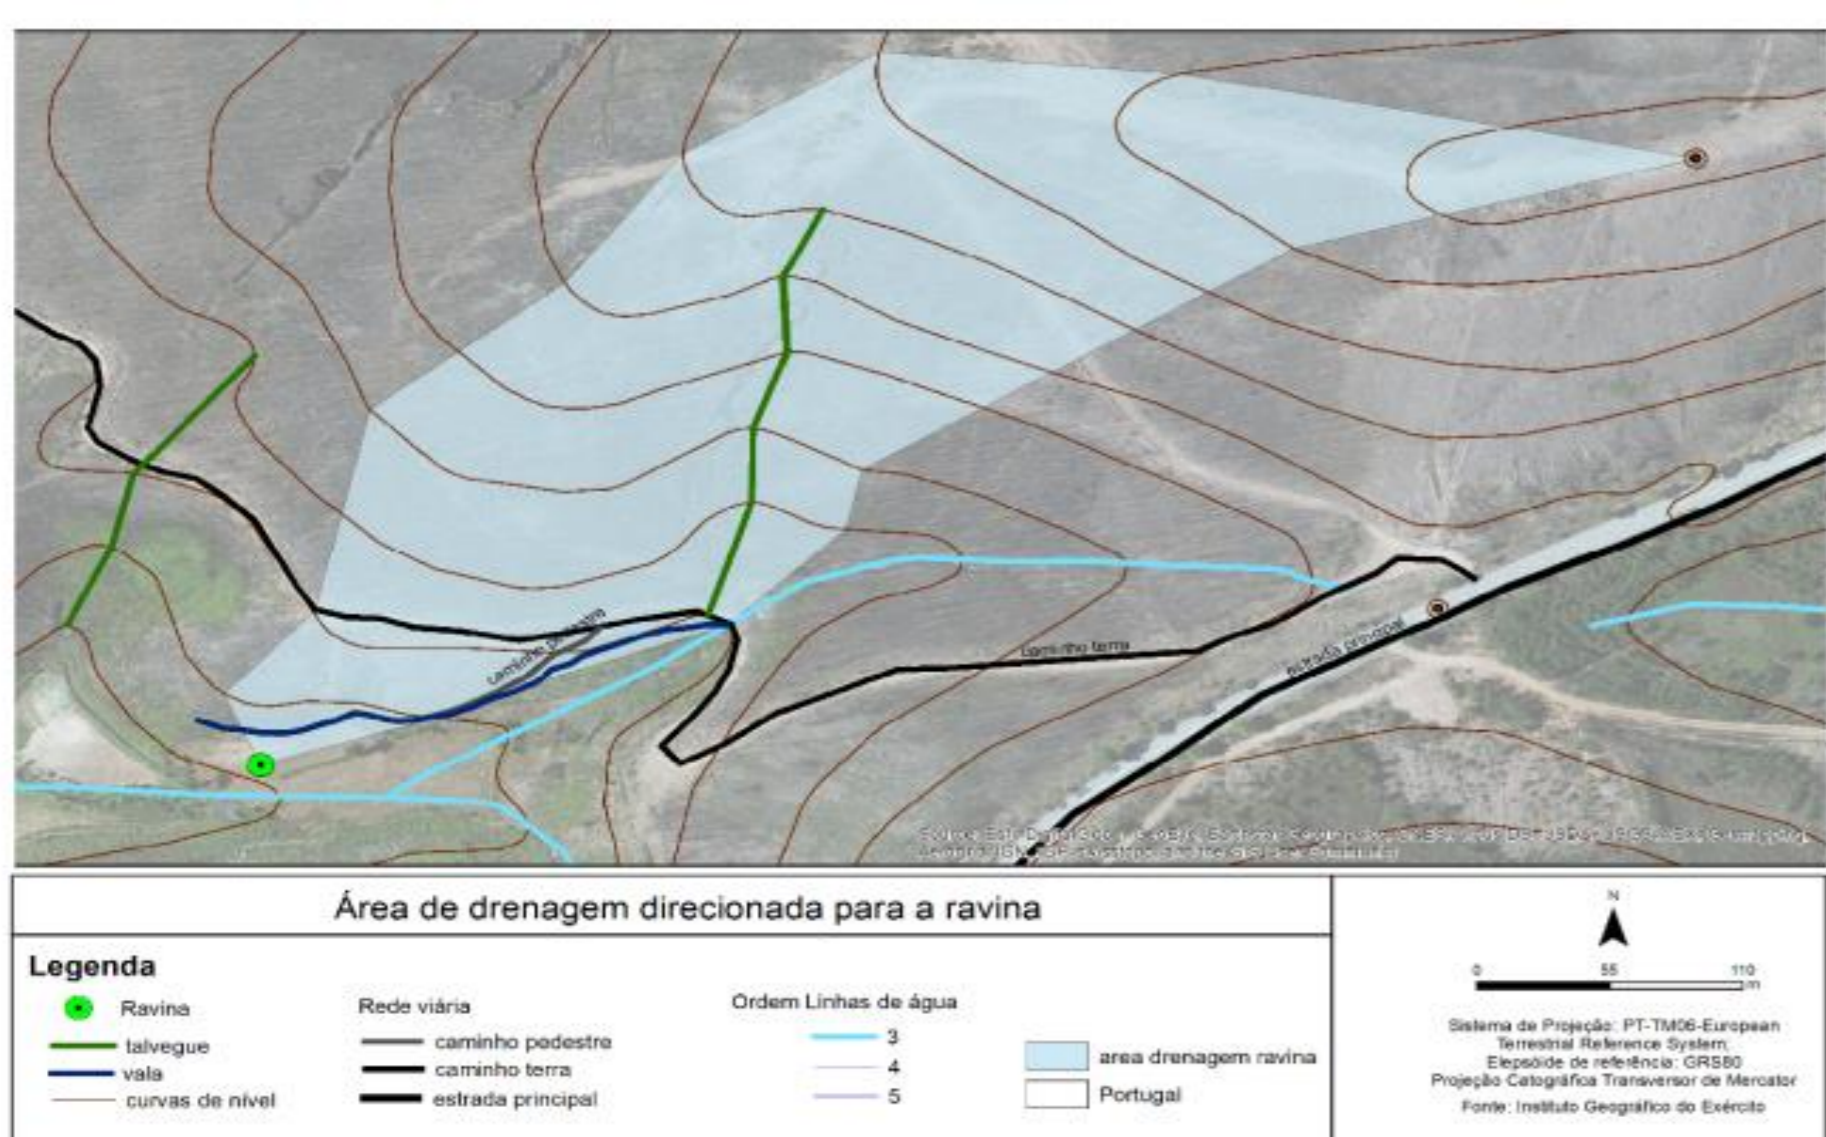 caminho pedestre
caminho terra
estrada principal
Área de drenagem direcionada para a ravina
Legenda
Ravina
talvegue
vala
curvas de nível
Rede viária
caminho pedestre
caminho terra
estrada principal
Ordem Linhas de água
3
4
5
area drenagem ravina
Portugal
N
0 55 110
m
Sistema de Projeção: PT-TM06-European
Terrestrial Reference System;
Elepsóide de referência: GRS80
Projeção Catográfica Transversor de Mercator
Fonte: Instituto Geográfico do Exército